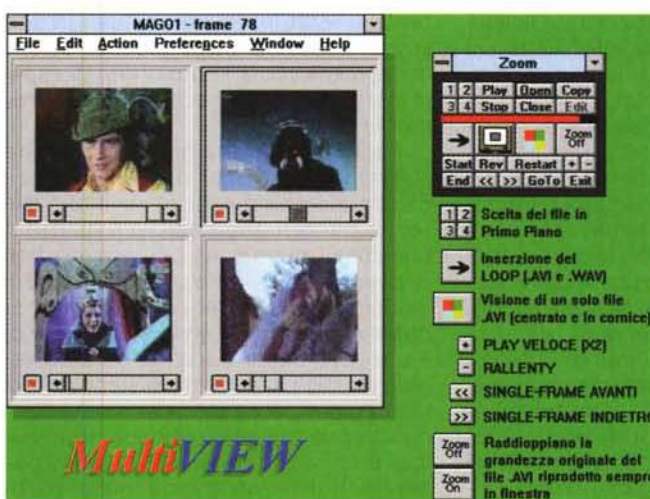 MAGO1 - frame 78
File Edit Action Preferences Window Help
Zoom
1 2 Play Open Copy
3 4 Stop Close Edit
Zoom Off
Start Rev Restart + -
End << >> GoTo Exit
1 2 Scelta del file in
3 4 Primo Piano
Inserzione del
LOOP (.AVI e .WAV)
Visione di un solo file
.AVI (centrato e in cornice)
+ PLAY VELOCE (X2)
- RALLENTY
<< SINGLE-FRAME AVANTI
>> SINGLE-FRAME INDIETRO
Zoom Off Raddioppiano la
grandezza originale del
Zoom On file .AVI riprodotto sempre
in finestra
MultiVIEW